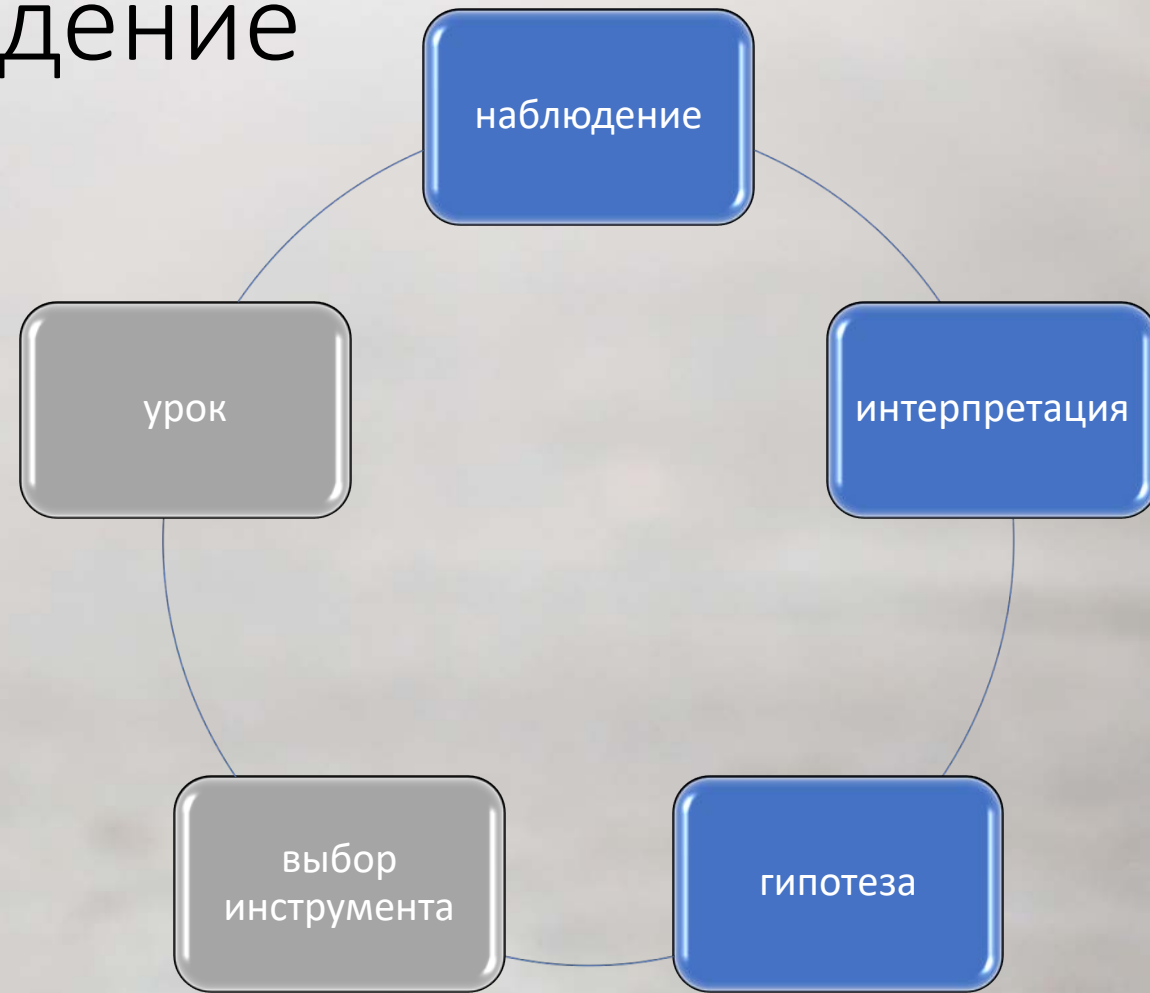 дение
наблюдение
интерпретация
гипотеза
выбор
инструмента
урок